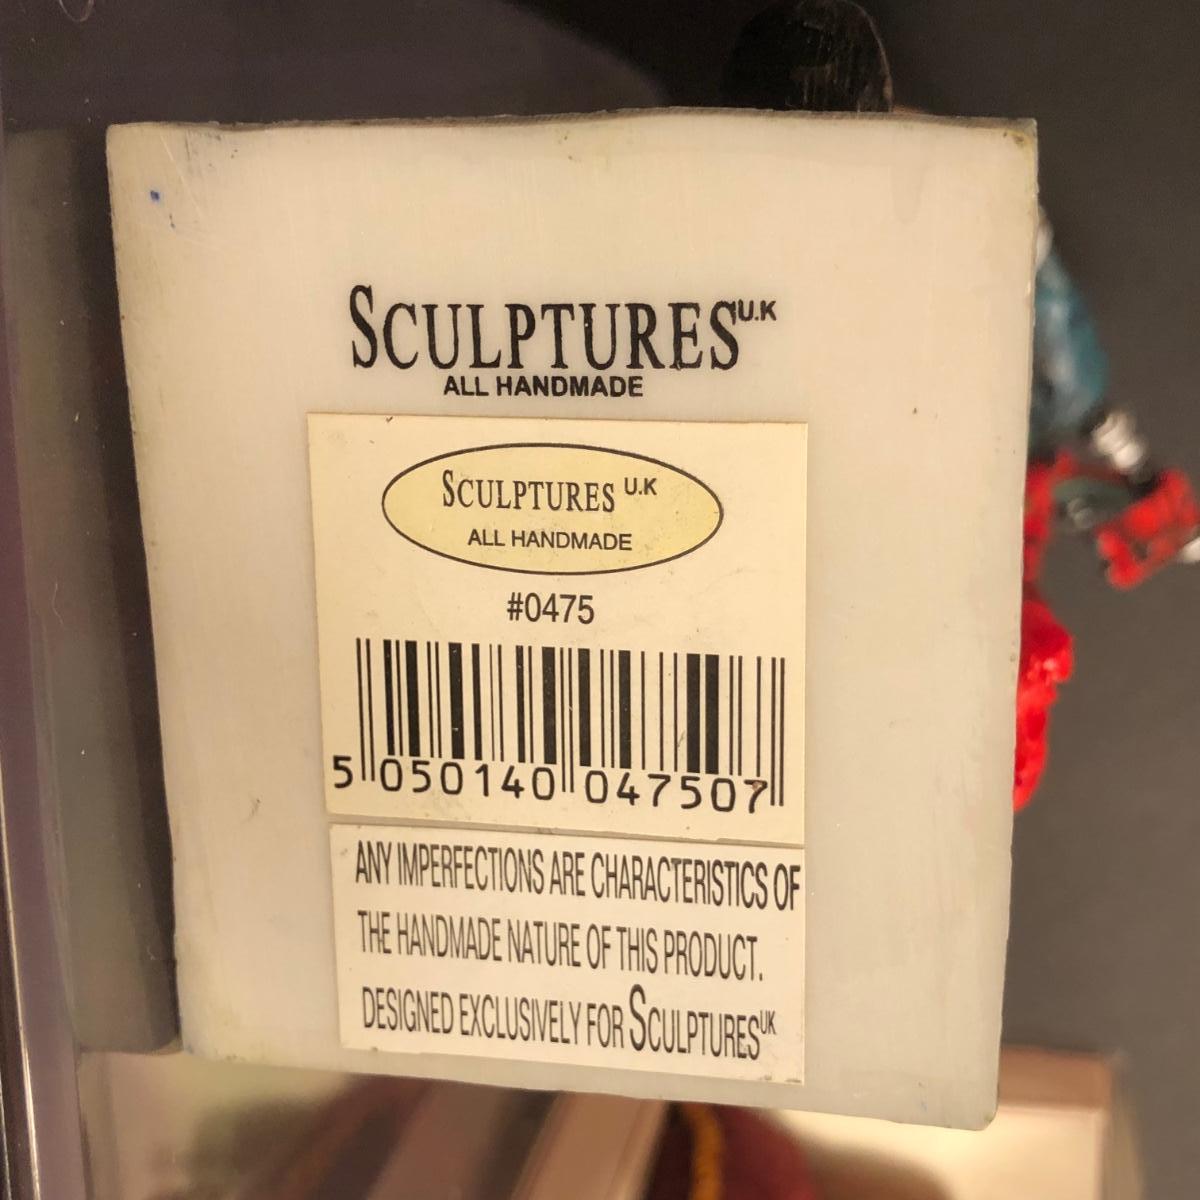 SCULPTURES U.K
ALL HANDMADE
SCULPTURES U.K
ALL HANDMADE
#0475
5 050140 047507
ANY IMPERFECTIONS ARE CHARACTERISTICS OF
THE HANDMADE NATURE OF THIS PRODUCT.
DESIGNED EXCLUSIVELY FOR SCULPTURES UK